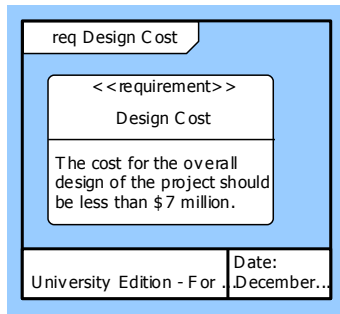 req Design Cost
<<requirement>>
Design Cost
The cost for the overall
design of the project should
be less than $7 million.
University Edition - For ...
Date:
December...